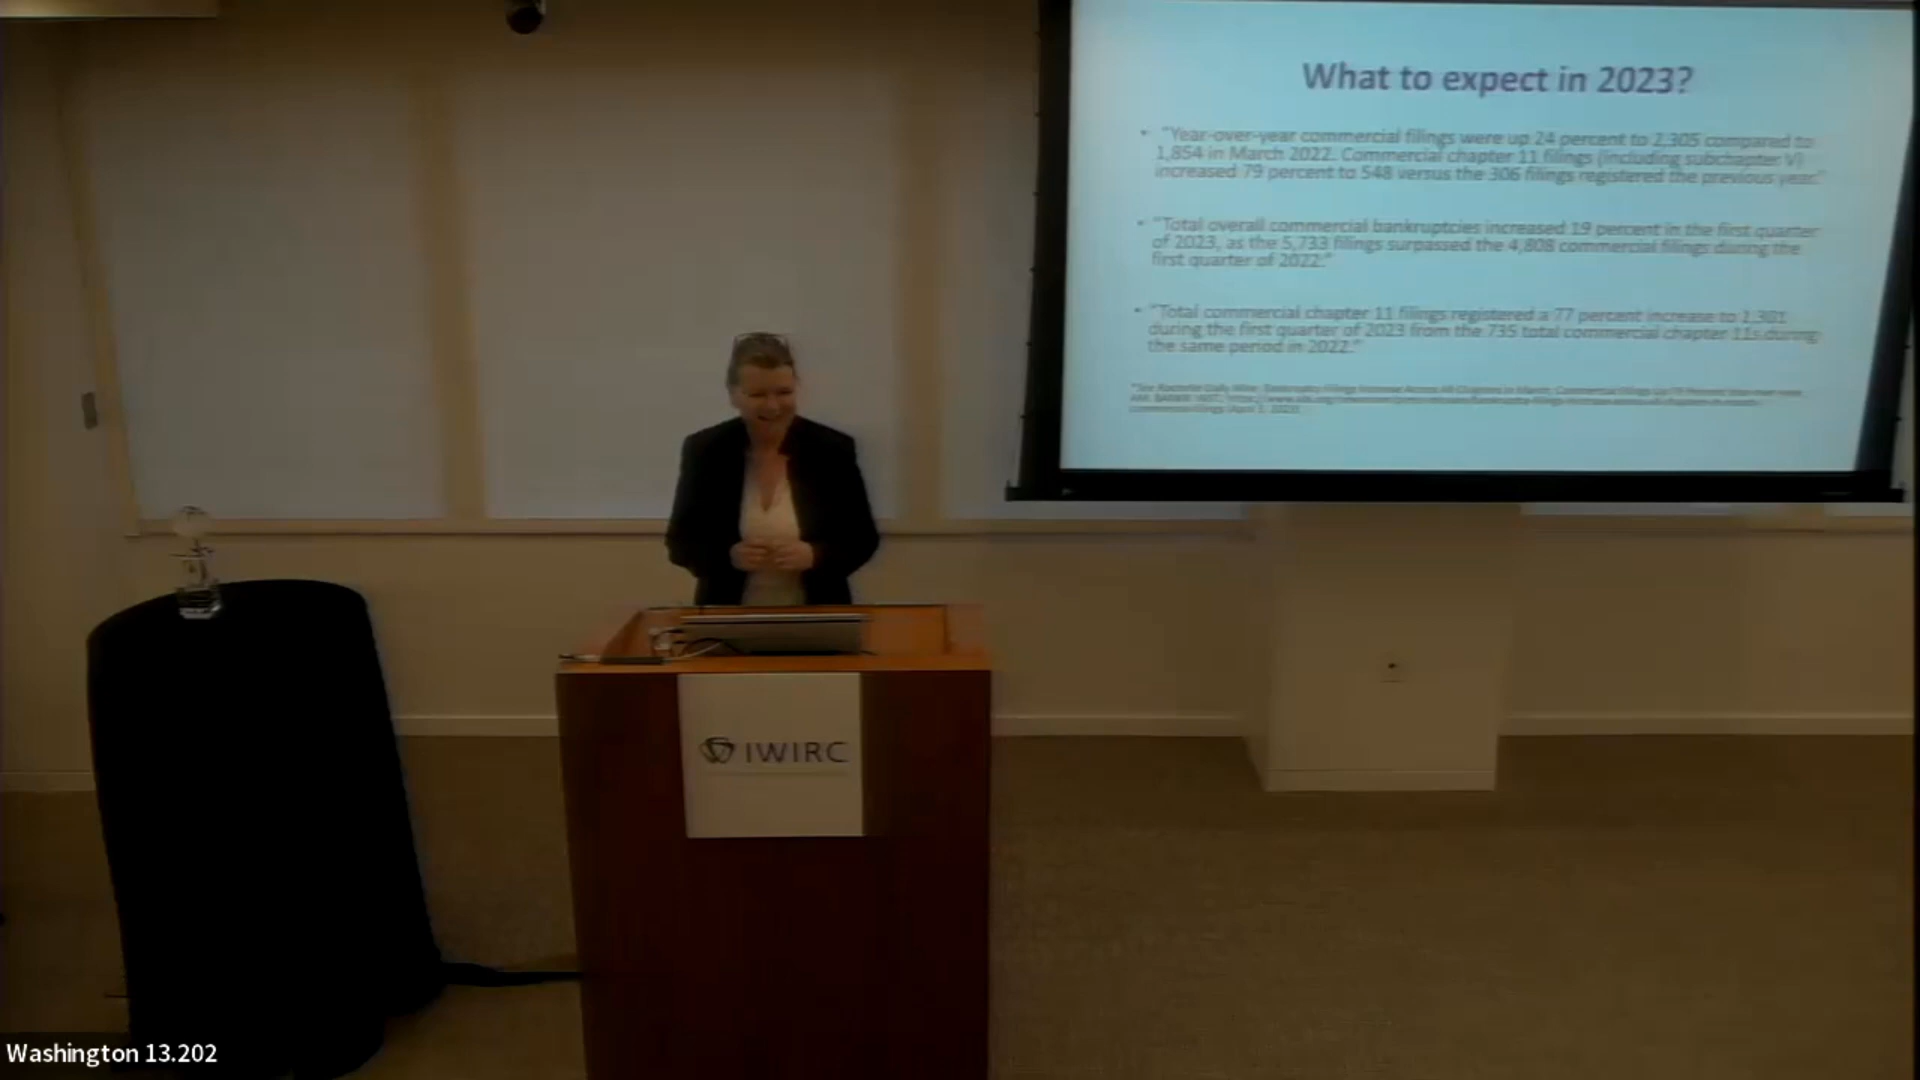 What to expect in 2023?
• "Year-over-year commercial filings were up 24 percent to 2,305 compared to
1,854 in March 2022. Commercial chapter 11 filings (including subchapter V)
increased 79 percent to 548 versus the 306 filings registered the previous year."
• "Total overall commercial bankruptcies increased 19 percent in the first quarter
of 2023, as the 5,733 filings surpassed the 4,808 commercial filings during the
first quarter of 2022."
• "Total commercial chapter 11 filings registered a 77 percent increase to 1,301
during the first quarter of 2023 from the 735 total commercial chapter 11s during
the same period in 2022."
IWIRC
Washington 13.202